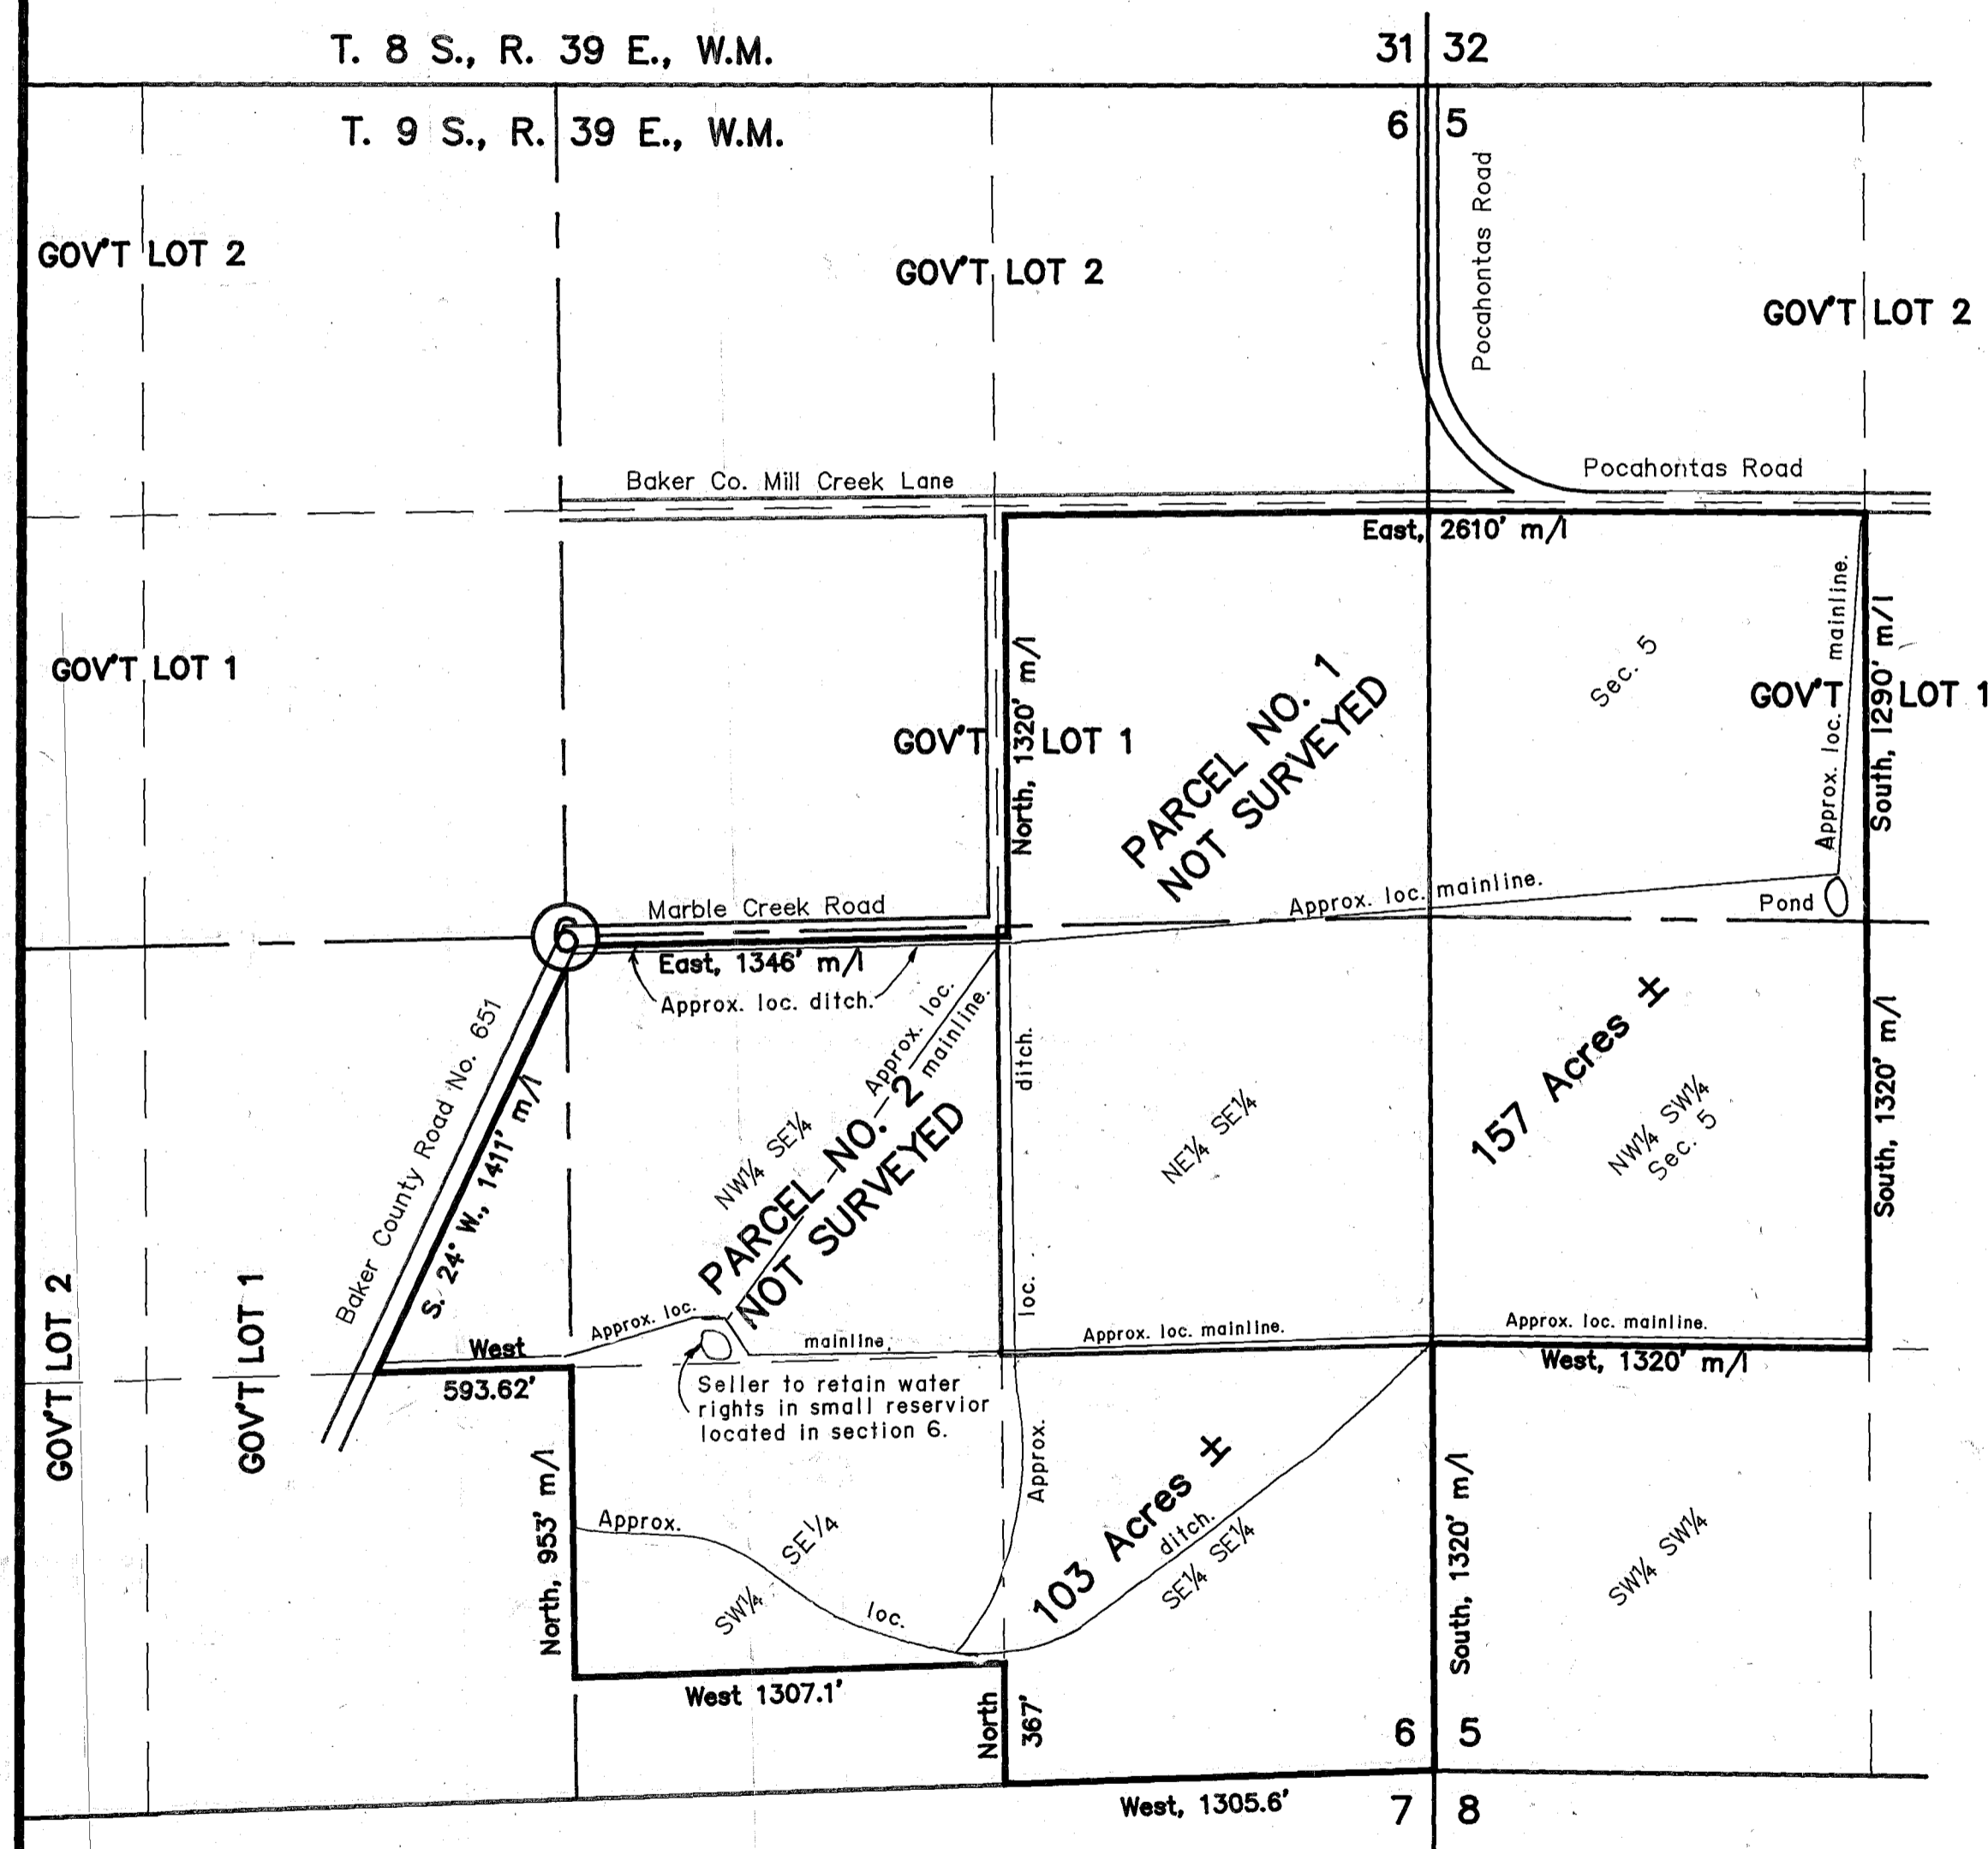 T. 8 S., R. 39 E., W.M.
31 32
T. 9 S., R. 39 E., W.M.
6 5
Pocahontas Road
GOV'T LOT 2
GOV'T LOT 2
GOV'T LOT 2
Baker Co. Mill Creek Lane
Pocahontas Road
East, 2610' m/l
Approx. loc. mainline.
South, 1290' m/l
Sec. 5
GOV'T LOT 1
North, 1320' m/l
GOV'T LOT 1
GOV'T LOT 1
PARCEL NO. 1
NOT SURVEYED
Approx. loc. mainline.
Pond
Marble Creek Road
6
East, 1346' m/l
Approx. loc. ditch.
Approx. loc.
mainline.
ditch.
loc.
Approx.
Baker County Road No. 651
S. 24° W., 1411' m/l
NW¼ SE¼
PARCEL NO. 2
NOT SURVEYED
NE¼ SE¼
157 Acres ±
NW¼ SW¼
Sec. 5
South, 1320' m/l
GOV'T LOT 2
GOV'T LOT 1
West
593.62'
Approx. loc.
mainline.
Approx. loc. mainline.
Approx. loc. mainline.
West, 1320' m/l
Seller to retain water
rights in small reservior
located in section 6.
North, 953' m/l
Approx.
loc.
ditch.
SW¼ SE¼
103 Acres ±
SE¼ SE¼
South, 1320' m/l
SW¼ SW¼
West 1307.1'
North
367'
6 5
West, 1305.6'
7 8